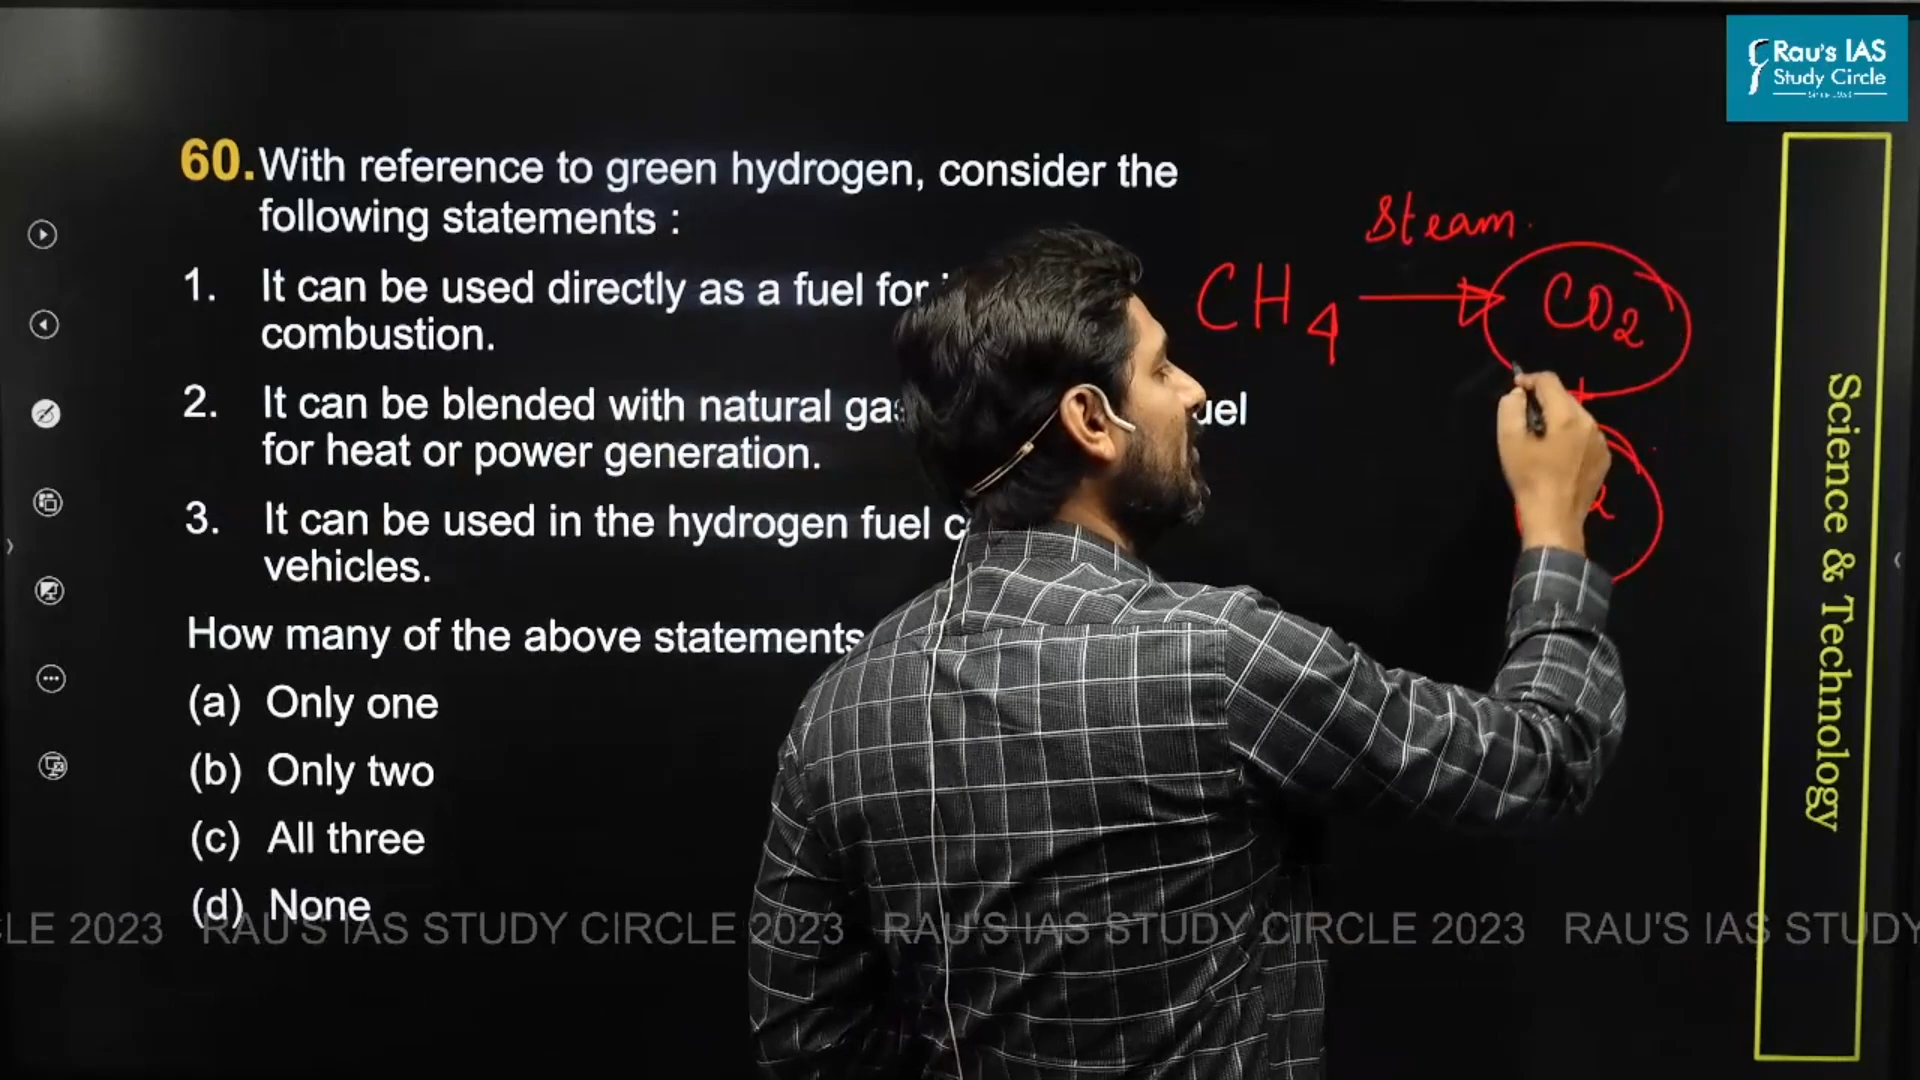 Rau's IAS
Study Circle
60. With reference to green hydrogen, consider the
following statements :
1. It can be used directly as a fuel for
combustion.
2. It can be blended with natural
for heat or power generation.
3. It can be used in the hydrogen fuel
vehicles.
How many of the above statements
(a) Only one
(b) Only two
(c) All three
(d) None
Steam
CH4 → CO2
+
Science & Technology
2023 RAU'S IAS STUDY CIRCLE 2023 RAU'S IAS STUDY CIRCLE 2023 RAU'S IAS STUDY